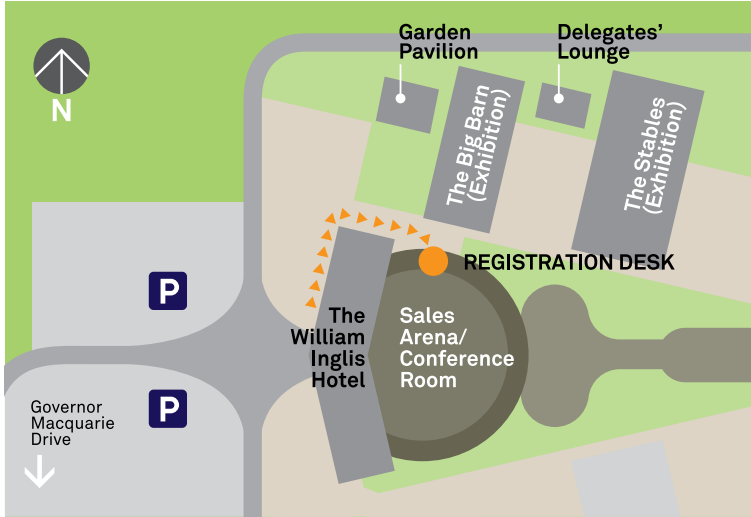 Garden
Pavilion
Delegates’
Lounge
N
The Big Barn
(Exhibition)
The Stables
(Exhibition)
REGISTRATION DESK
P
The
William
Inglis
Hotel
Sales
Arena/
Conference
Room
P
Governor
Macquarie
Drive